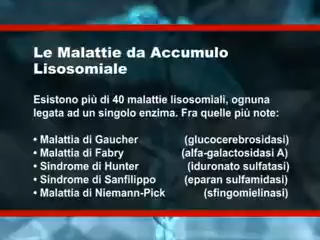 Le Malattie da Accumulo
Lisosomiale
Esistono più di 40 malattie lisosomiali, ognuna
legata ad un singolo enzima. Fra quelle più note:
• Malattia di Gaucher (glucocerebrosidasi)
• Malattia di Fabry (alfa-galactosidasi A)
• Sindrome di Hunter (iduronato sulfatasi)
• Sindrome di Sanfilippo (eparan sulfamidasi)
• Malattia di Niemann-Pick (sfingomielinasi)